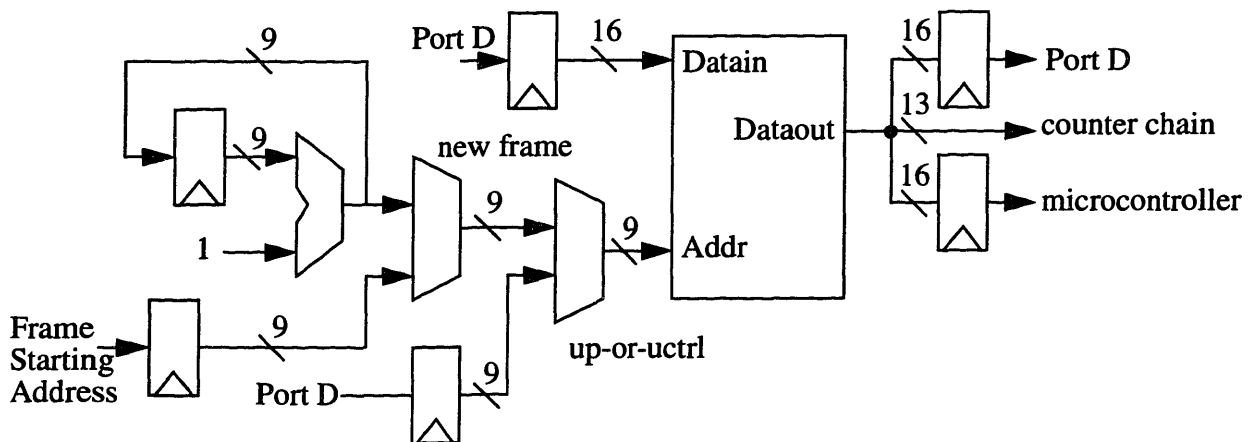 9
Port D
16
16
Port D
Datain
13
Dataout
counter chain
9
new frame
16
microcontroller
9
9
1
Addr
Frame
Starting
Address
9
up-or-uctrl
Port D
9